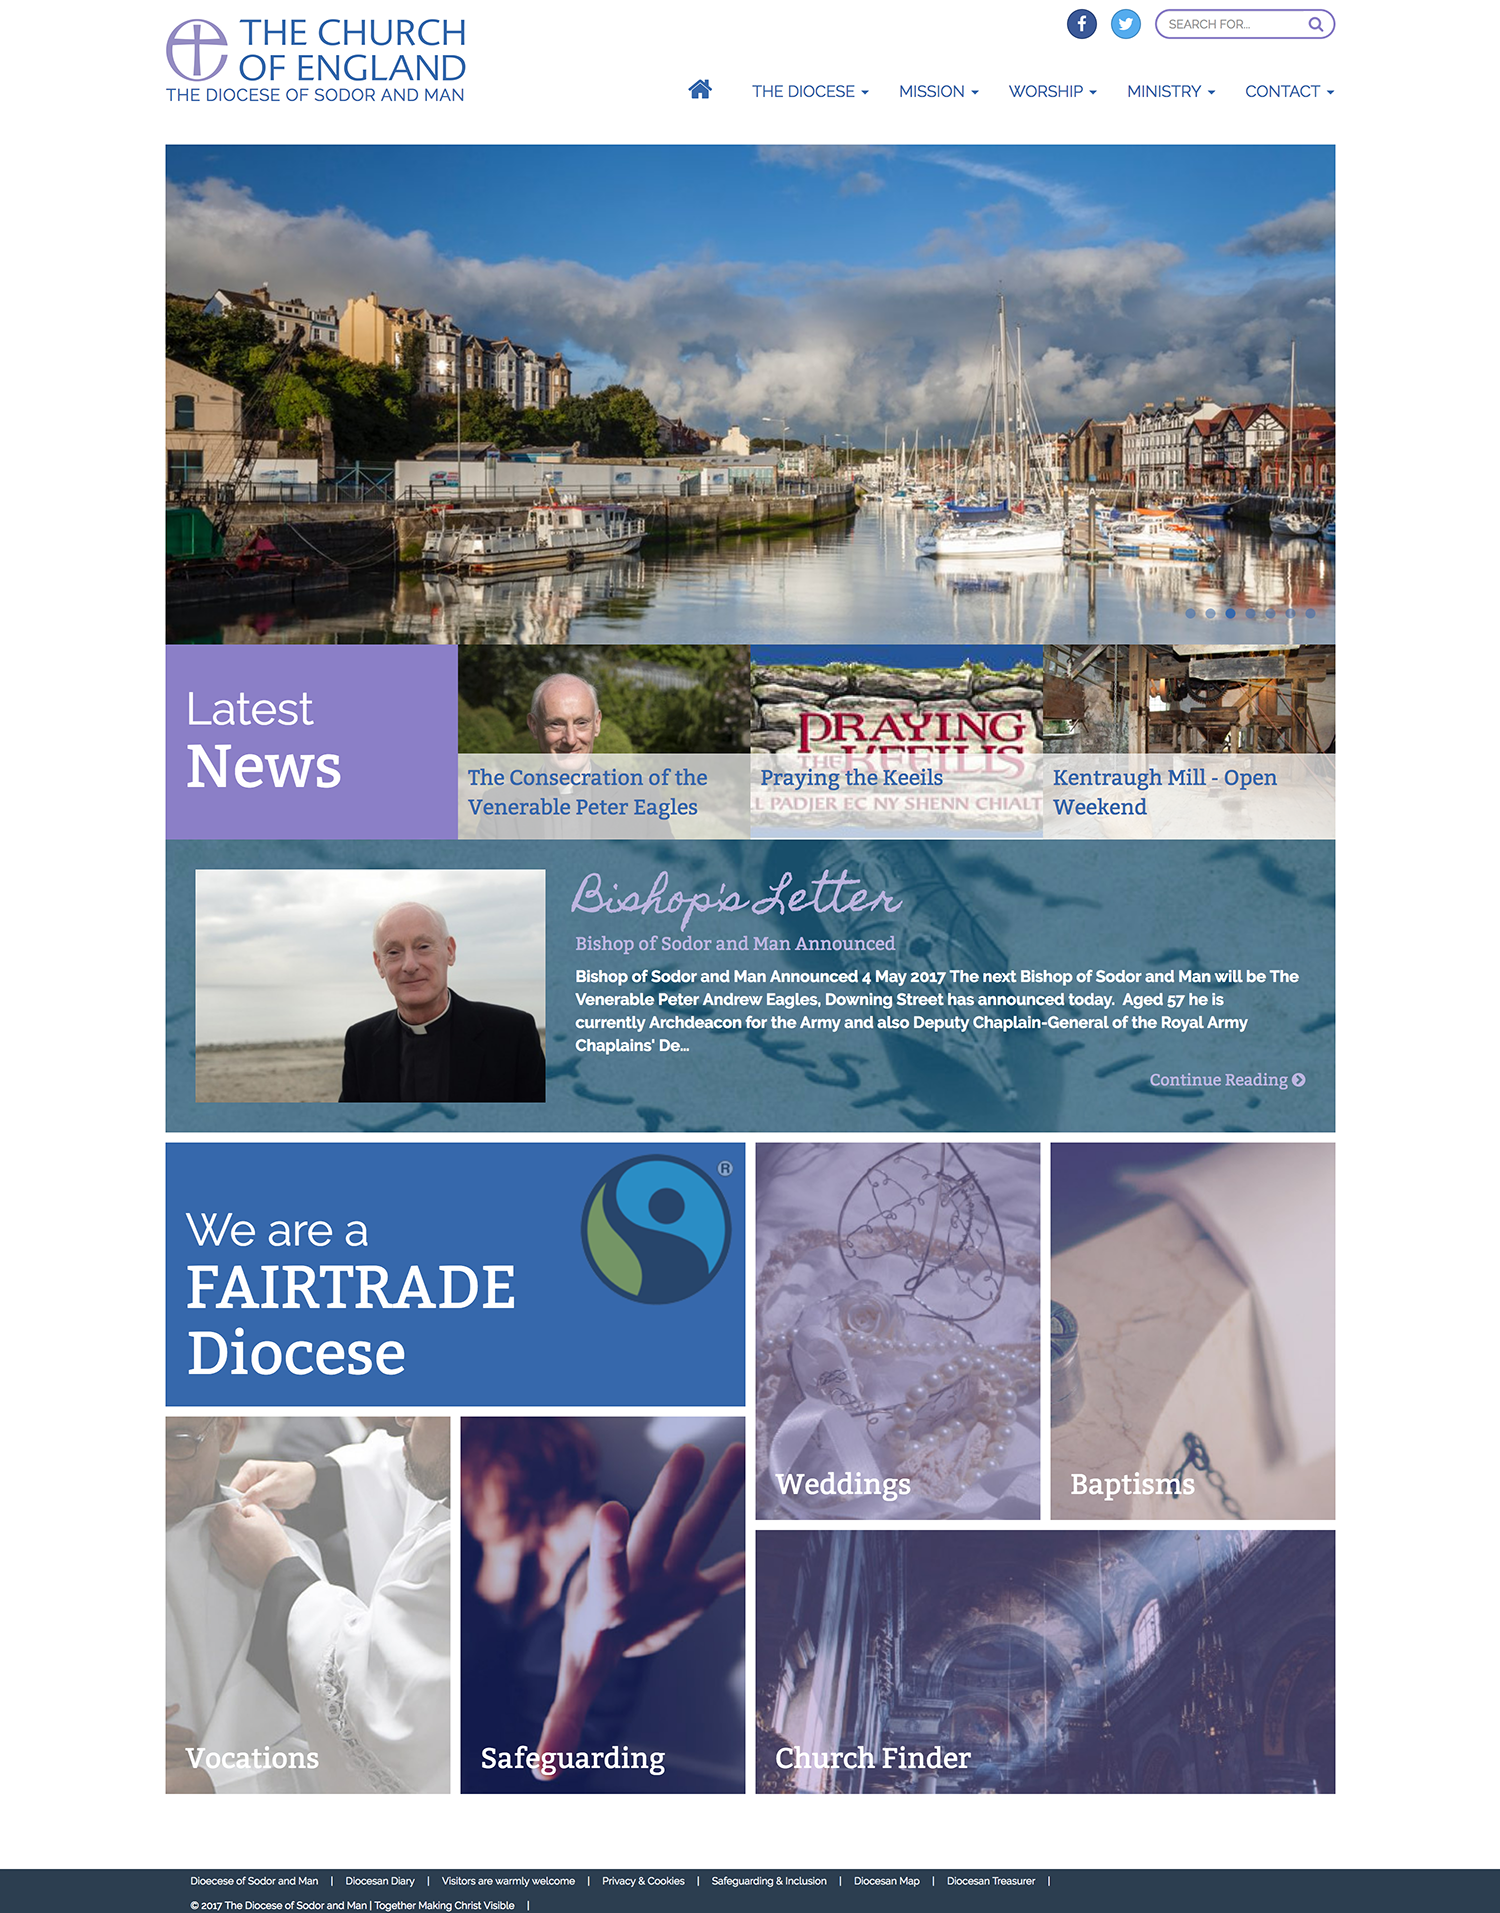 THE CHURCH
OF ENGLAND
THE DIOCESE OF SODOR AND MAN
SEARCH FOR...
THE DIOCESE
MISSION
WORSHIP
MINISTRY
CONTACT
Latest
News
PRAYING
THE KEEILS
The Consecration of the
Venerable Peter Eagles
Praying the Keeils
L PADJER EC NY SHENN CHIALT
Kentraugh Mill - Open
Weekend
Bishop's Letter
Bishop of Sodor and Man Announced
Bishop of Sodor and Man Announced 4 May 2017 The next Bishop of Sodor and Man will be The
Venerable Peter Andrew Eagles, Downing Street has announced today.  Aged 57 he is
currently Archdeacon for the Army and also Deputy Chaplain-General of the Royal Army
Chaplains' De...
Continue Reading
We are a
FAIRTRADE
Diocese
®
Weddings
Baptisms
Vocations
Safeguarding
Church Finder
Dioecese of Sodor and Man | Diocesan Diary | Visitors are warmly welcome | Privacy & Cookies | Safeguarding & Inclusion | Diocesan Map | Diocesan Treasurer |
© 2017 The Diocese of Sodor and Man | Together Making Christ Visible |